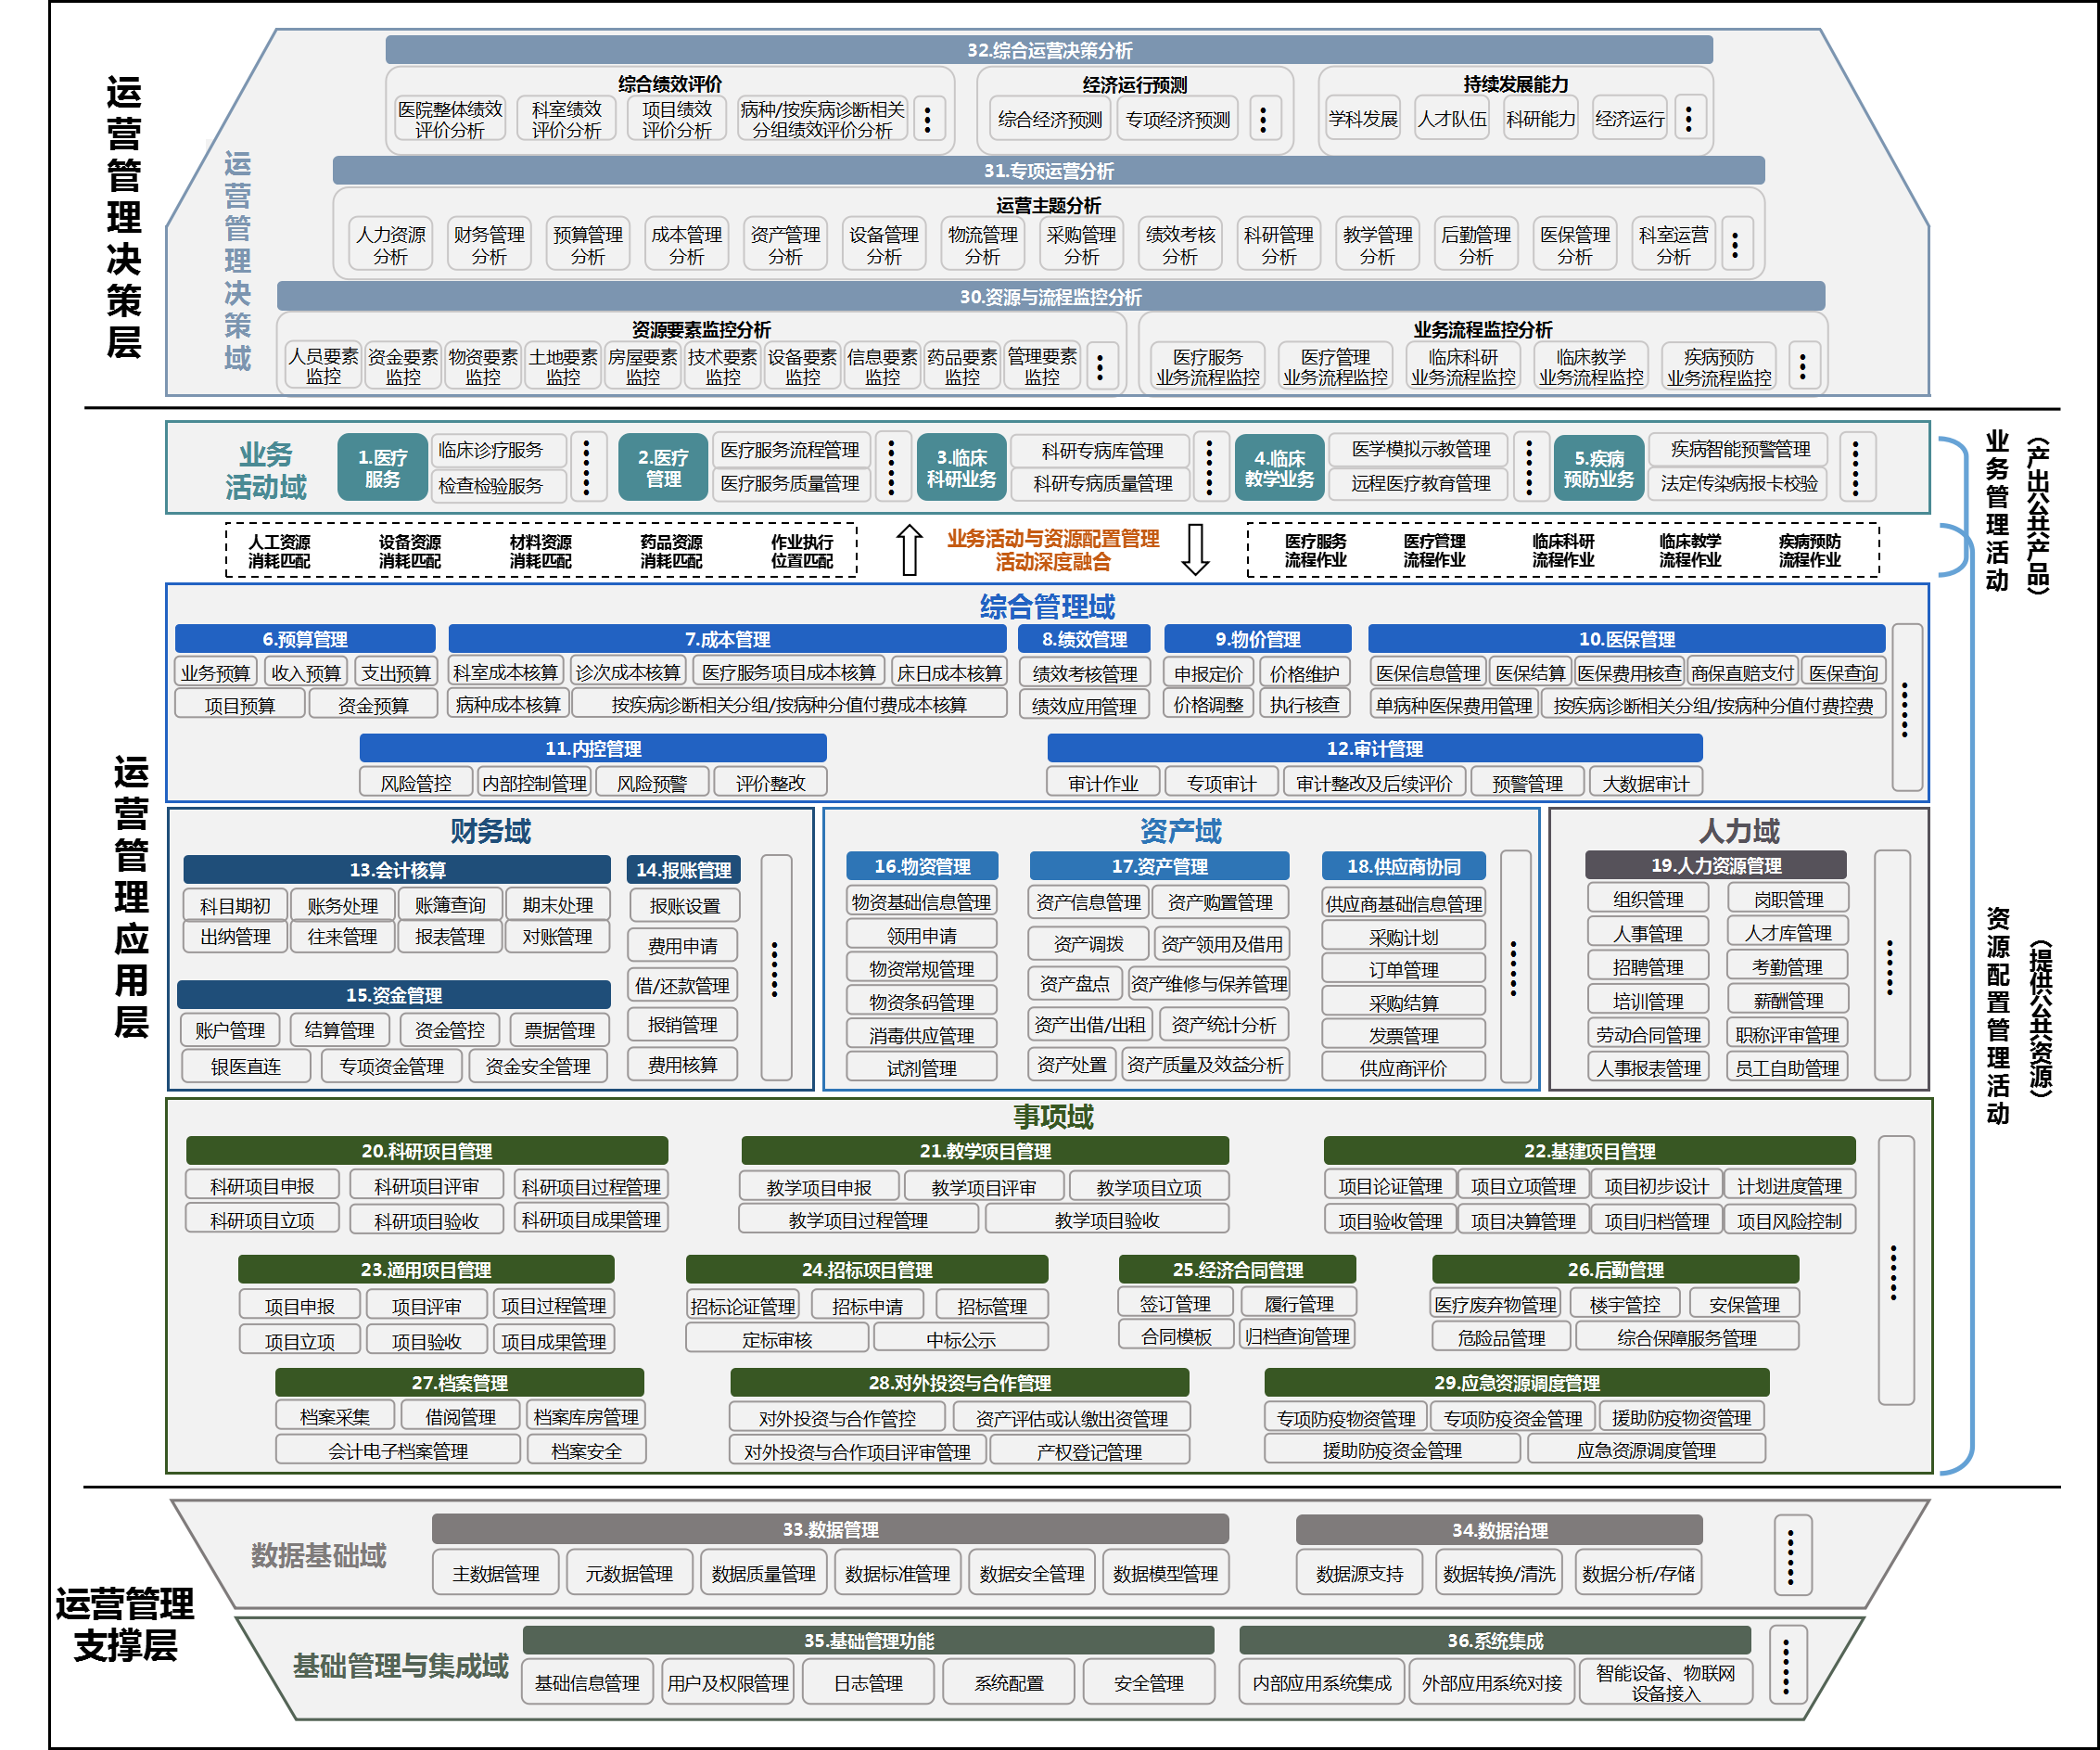 运营管理决策层
运营管理决策域
32.综合运营决策分析
综合绩效评价
医院整体绩效
评价分析
科室绩效
评价分析
项目绩效
评价分析
病种/按疾病诊断相关
分组绩效评价分析
经济运行预测
综合经济预测
专项经济预测
持续发展能力
学科发展
人才队伍
科研能力
经济运行
31.专项运营分析
运营主题分析
人力资源
分析
财务管理
分析
预算管理
分析
成本管理
分析
资产管理
分析
设备管理
分析
物流管理
分析
采购管理
分析
绩效考核
分析
科研管理
分析
教学管理
分析
后勤管理
分析
医保管理
分析
科室运营
分析
30.资源与流程监控分析
资源要素监控分析
人员要素
监控
资金要素
监控
物资要素
监控
土地要素
监控
房屋要素
监控
技术要素
监控
设备要素
监控
信息要素
监控
药品要素
监控
管理要素
监控
业务流程监控分析
医疗服务
业务流程监控
医疗管理
业务流程监控
临床科研
业务流程监控
临床教学
业务流程监控
疾病预防
业务流程监控
运营管理应用层
业务
活动域
1.医疗
服务
临床诊疗服务
检查检验服务
2.医疗
管理
医疗服务流程管理
医疗服务质量管理
3.临床
科研业务
科研专病库管理
科研专病质量管理
4.临床
教学业务
医学模拟示教管理
远程医疗教育管理
5.疾病
预防业务
疾病智能预警管理
法定传染病报卡校验
业务管理活动
（产出公共产品）
人工资源
消耗匹配
设备资源
消耗匹配
材料资源
消耗匹配
药品资源
消耗匹配
作业执行
位置匹配
业务活动与资源配置管理
活动深度融合
医疗服务
流程作业
医疗管理
流程作业
临床科研
流程作业
临床教学
流程作业
疾病预防
流程作业
综合管理域
6.预算管理
业务预算
收入预算
支出预算
项目预算
资金预算
7.成本管理
科室成本核算
诊次成本核算
医疗服务项目成本核算
床日成本核算
病种成本核算
按疾病诊断相关分组/按病种分值付费成本核算
8.绩效管理
绩效考核管理
绩效应用管理
9.物价管理
申报定价
价格维护
价格调整
执行核查
10.医保管理
医保信息管理
医保结算
医保费用核查
商保直赔支付
医保查询
单病种医保费用管理
按疾病诊断相关分组/按病种分值付费控费
11.内控管理
风险管控
内部控制管理
风险预警
评价整改
12.审计管理
审计作业
专项审计
审计整改及后续评价
预警管理
大数据审计
财务域
13.会计核算
科目期初
账务处理
账簿查询
期末处理
出纳管理
往来管理
报表管理
对账管理
14.报账管理
报账设置
费用申请
借/还款管理
报销管理
费用核算
15.资金管理
账户管理
结算管理
资金管控
票据管理
银医直连
专项资金管理
资金安全管理
资产域
16.物资管理
物资基础信息管理
领用申请
物资常规管理
物资条码管理
消毒供应管理
试剂管理
17.资产管理
资产信息管理
资产购置管理
资产调拨
资产领用及借用
资产盘点
资产维修与保养管理
资产出借/出租
资产统计分析
资产处置
资产质量及效益分析
18.供应商协同
供应商基础信息管理
采购计划
订单管理
采购结算
发票管理
供应商评价
人力域
19.人力资源管理
组织管理
岗职管理
人事管理
人才库管理
招聘管理
考勤管理
培训管理
薪酬管理
劳动合同管理
职称评审管理
人事报表管理
员工自助管理
资源配置管理活动
（提供公共资源）
事项域
20.科研项目管理
科研项目申报
科研项目评审
科研项目过程管理
科研项目立项
科研项目验收
科研项目成果管理
21.教学项目管理
教学项目申报
教学项目评审
教学项目立项
教学项目过程管理
教学项目验收
22.基建项目管理
项目论证管理
项目立项管理
项目初步设计
计划进度管理
项目验收管理
项目决算管理
项目归档管理
项目风险控制
23.通用项目管理
项目申报
项目评审
项目过程管理
项目立项
项目验收
项目成果管理
24.招标项目管理
招标论证管理
招标申请
招标管理
定标审核
中标公示
25.经济合同管理
签订管理
履行管理
合同模板
归档查询管理
26.后勤管理
医疗废弃物管理
楼宇管控
安保管理
危险品管理
综合保障服务管理
27.档案管理
档案采集
借阅管理
档案库房管理
会计电子档案管理
档案安全
28.对外投资与合作管理
对外投资与合作管控
资产评估或认缴出资管理
对外投资与合作项目评审管理
产权登记管理
29.应急资源调度管理
专项防疫物资管理
专项防疫资金管理
援助防疫物资管理
援助防疫资金管理
应急资源调度管理
运营管理
支撑层
数据基础域
33.数据管理
主数据管理
元数据管理
数据质量管理
数据标准管理
数据安全管理
数据模型管理
34.数据治理
数据源支持
数据转换/清洗
数据分析/存储
基础管理与集成域
35.基础管理功能
基础信息管理
用户及权限管理
日志管理
系统配置
安全管理
36.系统集成
内部应用系统集成
外部应用系统对接
智能设备、物联网
设备接入